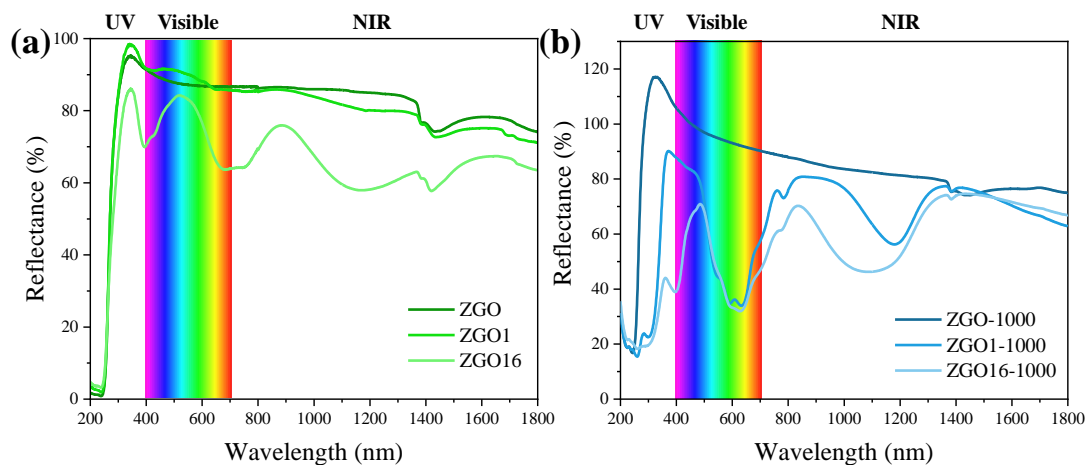 UV Visible NIR
(a)
100
80
60
40
20
0
Reflectance (%)
ZGO
ZGO1
ZGO16
200 400 600 800 1000 1200 1400 1600 1800
Wavelength (nm)
UV Visible NIR
(b)
120
100
80
60
40
20
0
Reflectance (%)
ZGO-1000
ZGO1-1000
ZGO16-1000
200 400 600 800 1000 1200 1400 1600 1800
Wavelength (nm)